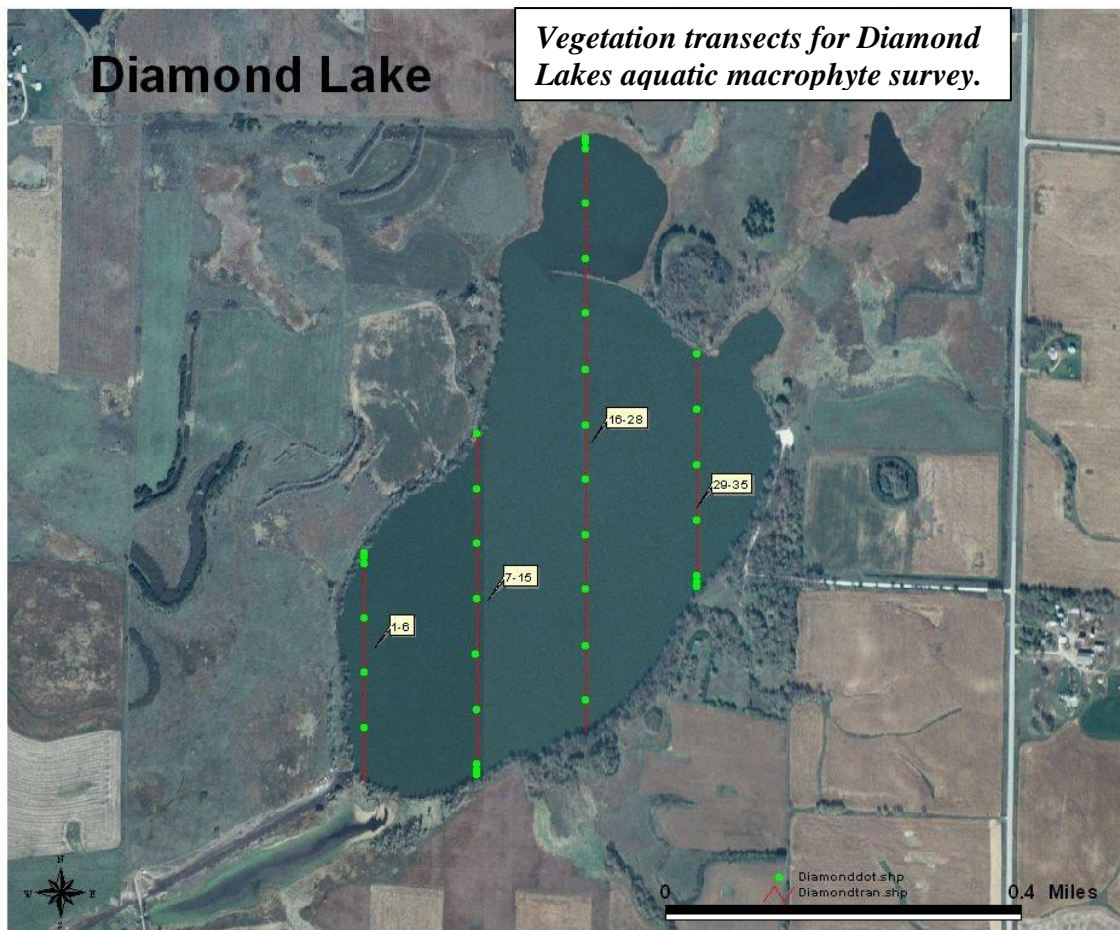 Diamond Lake
Vegetation transects for Diamond
Lakes aquatic macrophyte survey.
16-28
29-35
7-15
1-6
N
W E
S
Diamonddot.shp
Diamondtran.shp
0 0.4 Miles